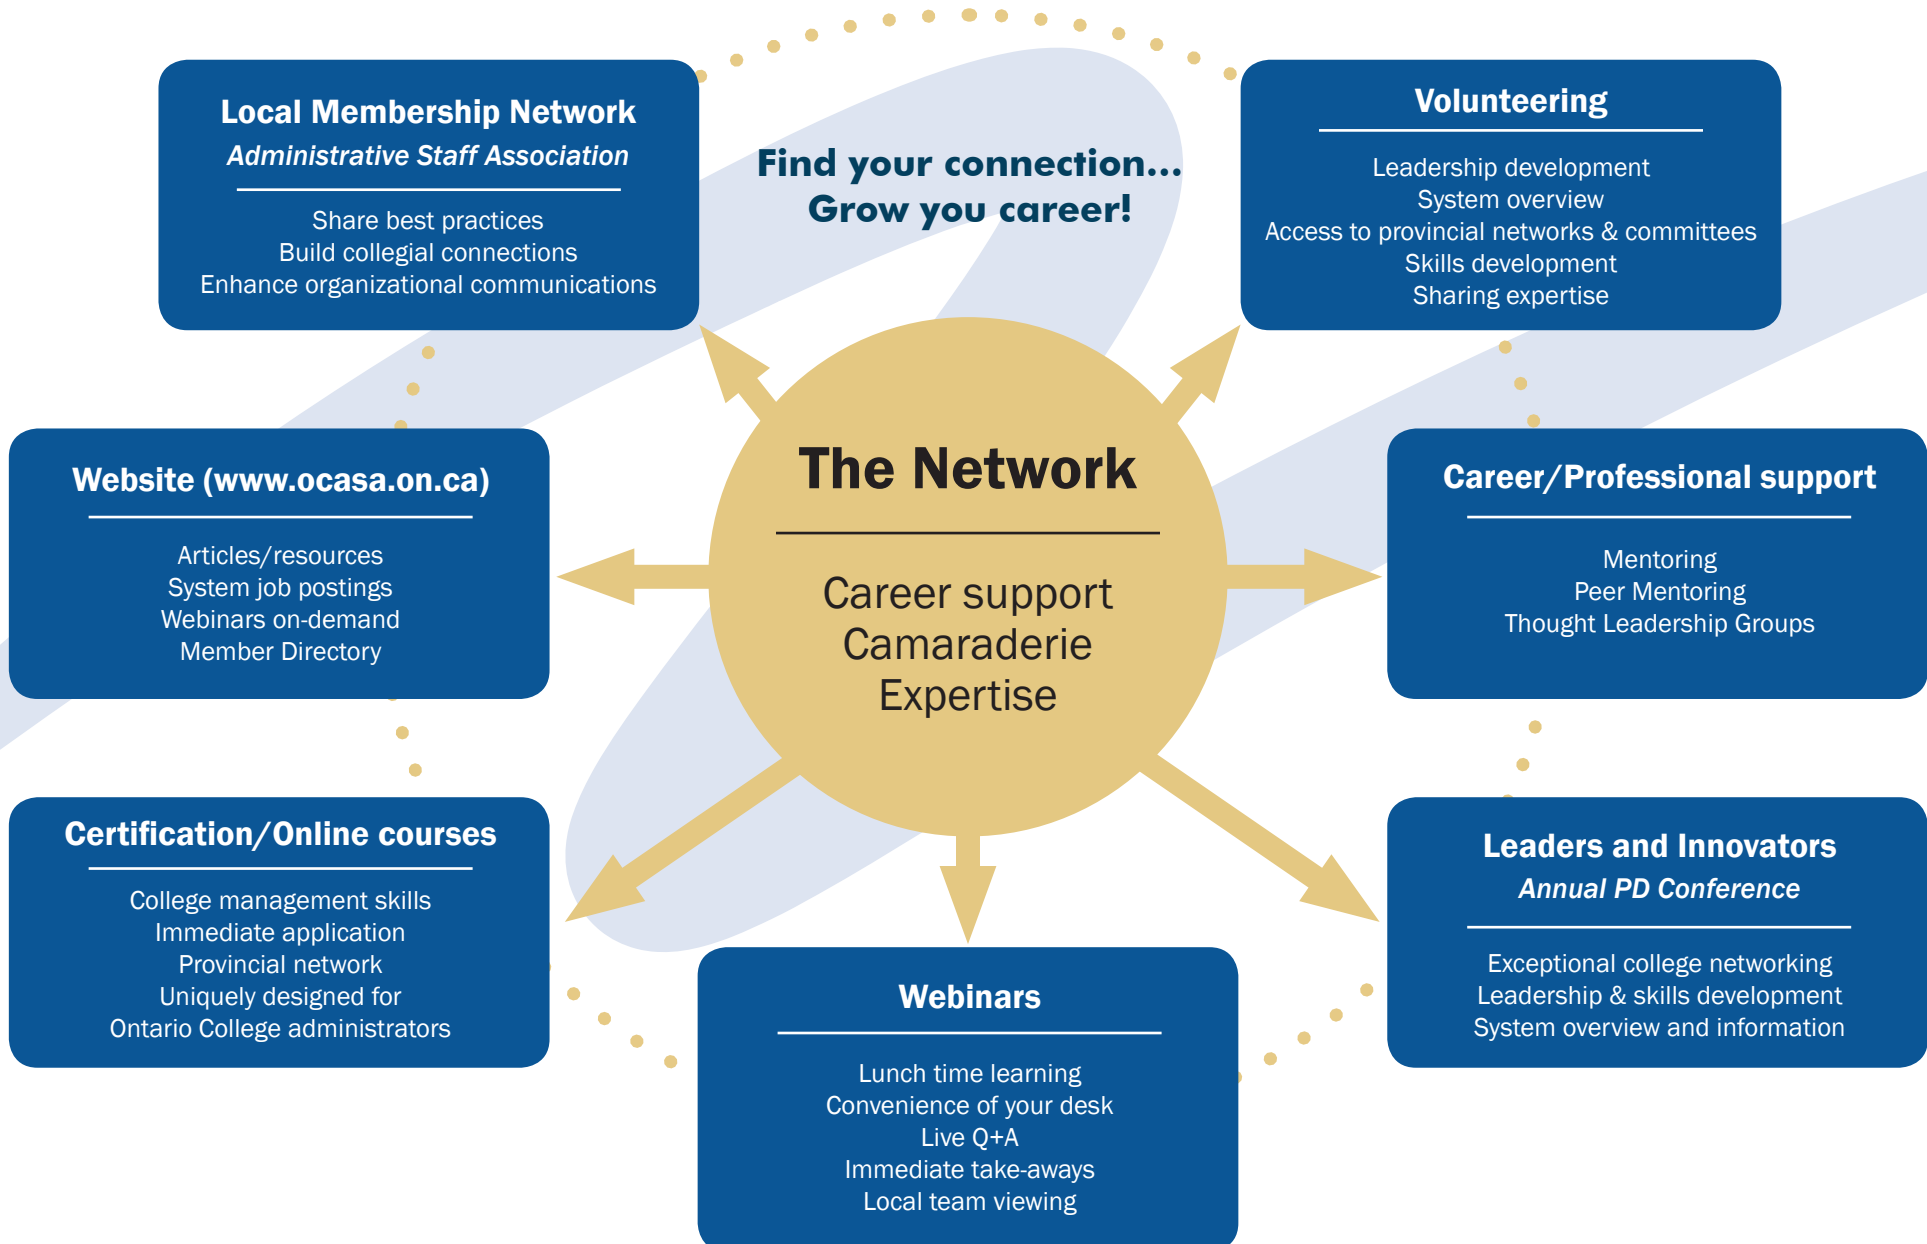 Local Membership Network
Administrative Staff Association
Share best practices
Build collegial connections
Enhance organizational communications
Find your connection...
Grow you career!
Volunteering
Leadership development
System overview
Access to provincial networks & committees
Skills development
Sharing expertise
Website (www.ocasa.on.ca)
Articles/resources
System job postings
Webinars on-demand
Member Directory
The Network
Career support
Camaraderie
Expertise
Career/Professional support
Mentoring
Peer Mentoring
Thought Leadership Groups
Certification/Online courses
College management skills
Immediate application
Provincial network
Uniquely designed for
Ontario College administrators
Webinars
Lunch time learning
Convenience of your desk
Live Q+A
Immediate take-aways
Local team viewing
Leaders and Innovators
Annual PD Conference
Exceptional college networking
Leadership & skills development
System overview and information